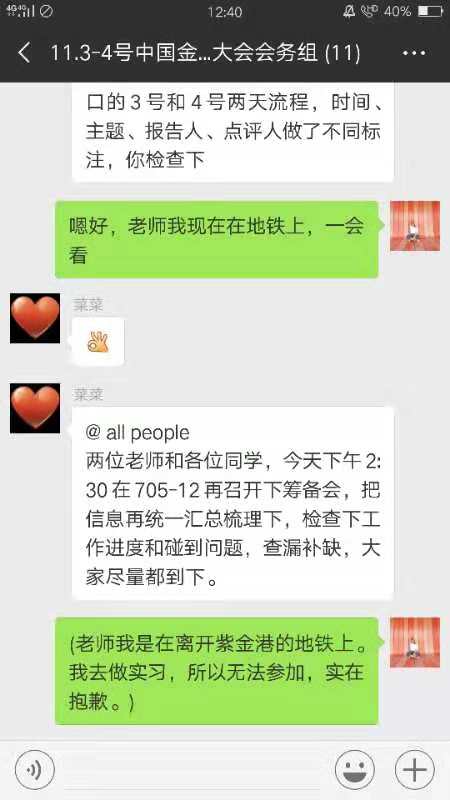 4G 4G
12:40
40%
11.3-4号中国金...大会会务组 (11)
口的3号和4号两天流程，时间、
主题、报告人、点评人做了不同标
注，你检查下
嗯好，老师我现在在地铁上，一会
看
菜菜
菜菜
@ all people
两位老师和各位同学，今天下午2:
30在705-12再召开下筹备会，把
信息再统一汇总梳理下，检查下工
作进度和碰到问题，查漏补缺，大
家尽量都到下。
(老师我是在离开紫金港的地铁上。
我去做实习，所以无法参加，实在
抱歉。)